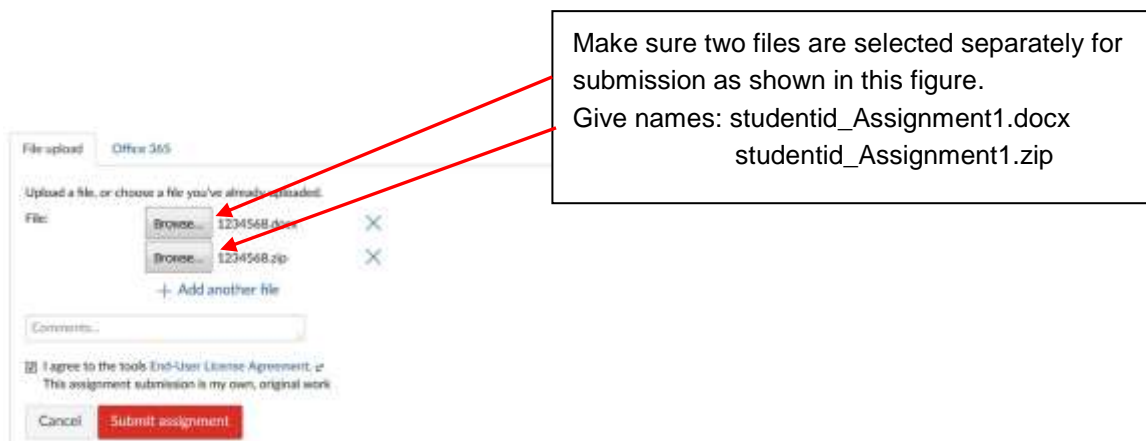 Make sure two files are selected separately for
submission as shown in this figure.
Give names: studentid_Assignment1.docx
studentid_Assignment1.zip
File upload Office 365
Upload a file, or choose a file you've already uploaded.
File:
Browse... 1234568.docx
Browse... 1234568.zip
+ Add another file
Comments...
I agree to the tools End-User License Agreement.
This assignment submission is my own, original work
Cancel Submit assignment